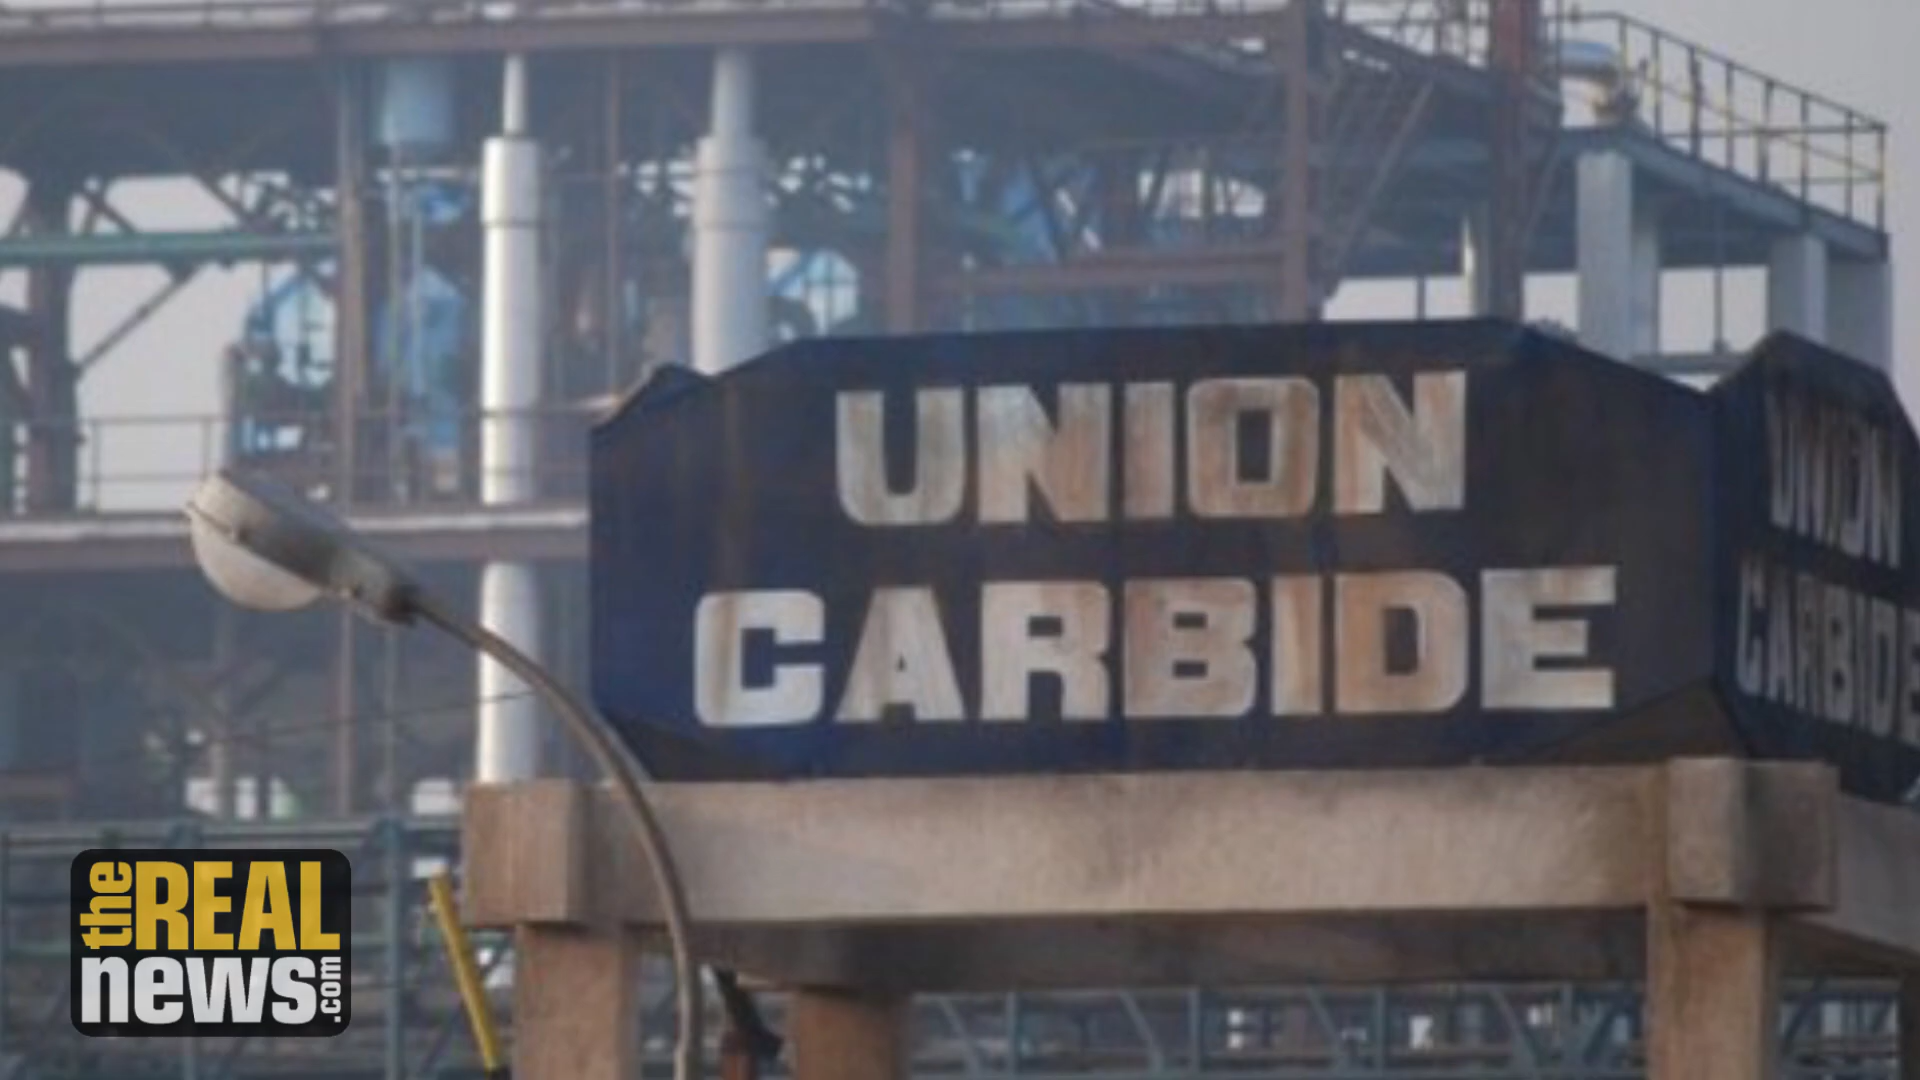 UNION
CARBIDE
UNION
CARBIDE
the REAL
news.com